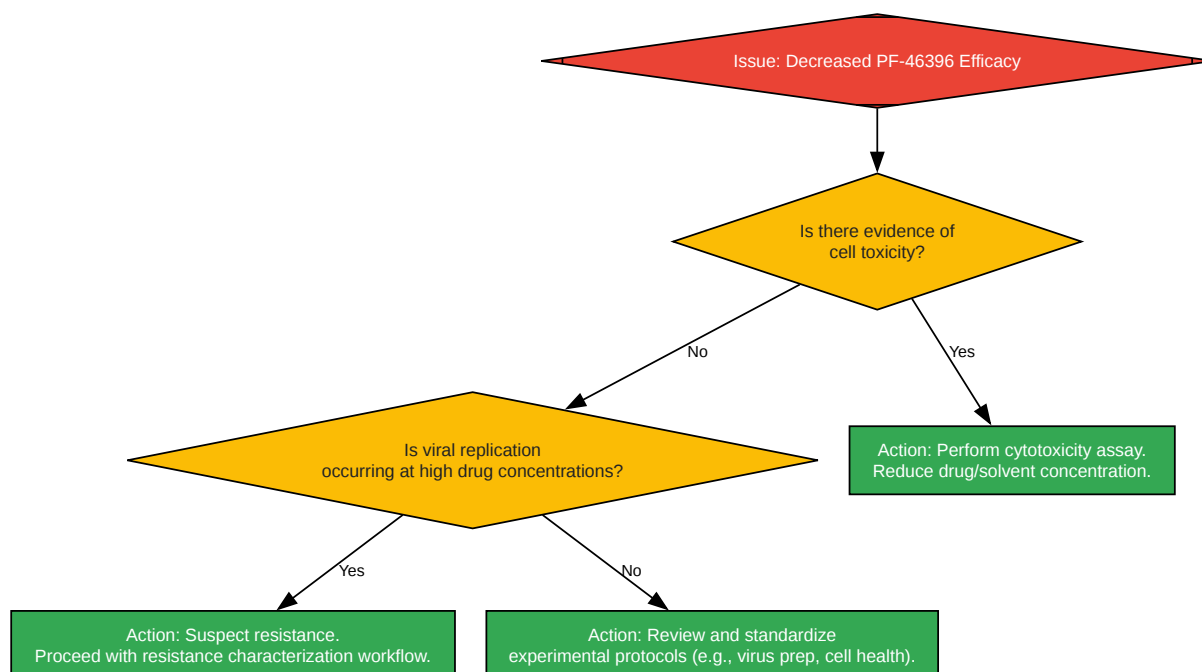 Issue: Decreased PF-46396 Efficacy
Is there evidence of
cell toxicity?
No
Yes
Is viral replication
occurring at high drug concentrations?
Action: Perform cytotoxicity assay.
Reduce drug/solvent concentration.
Yes
No
Action: Suspect resistance.
Proceed with resistance characterization workflow.
Action: Review and standardize
experimental protocols (e.g., virus prep, cell health).